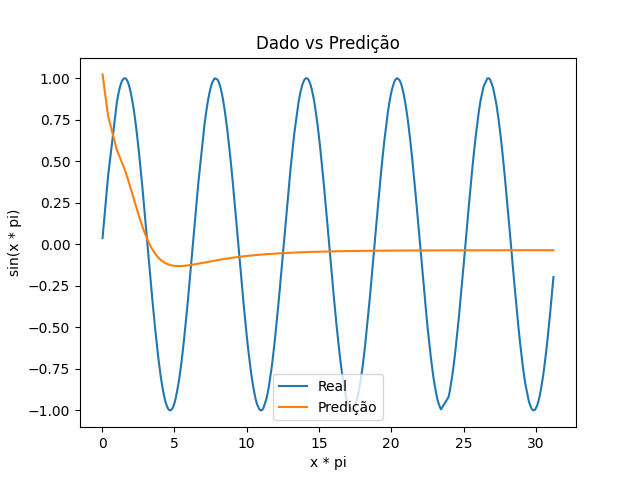 Dado vs Predição
1.00
0.75
0.50
0.25
0.00
−0.25
−0.50
−0.75
−1.00
sin(x * pi)
Real
Predição
0 5 10 15 20 25 30
x * pi